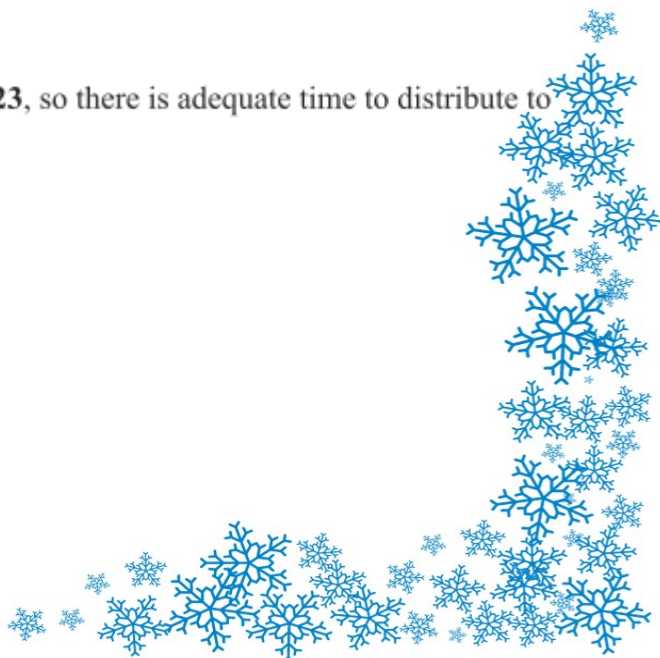 23, so there is adequate time to distribute to